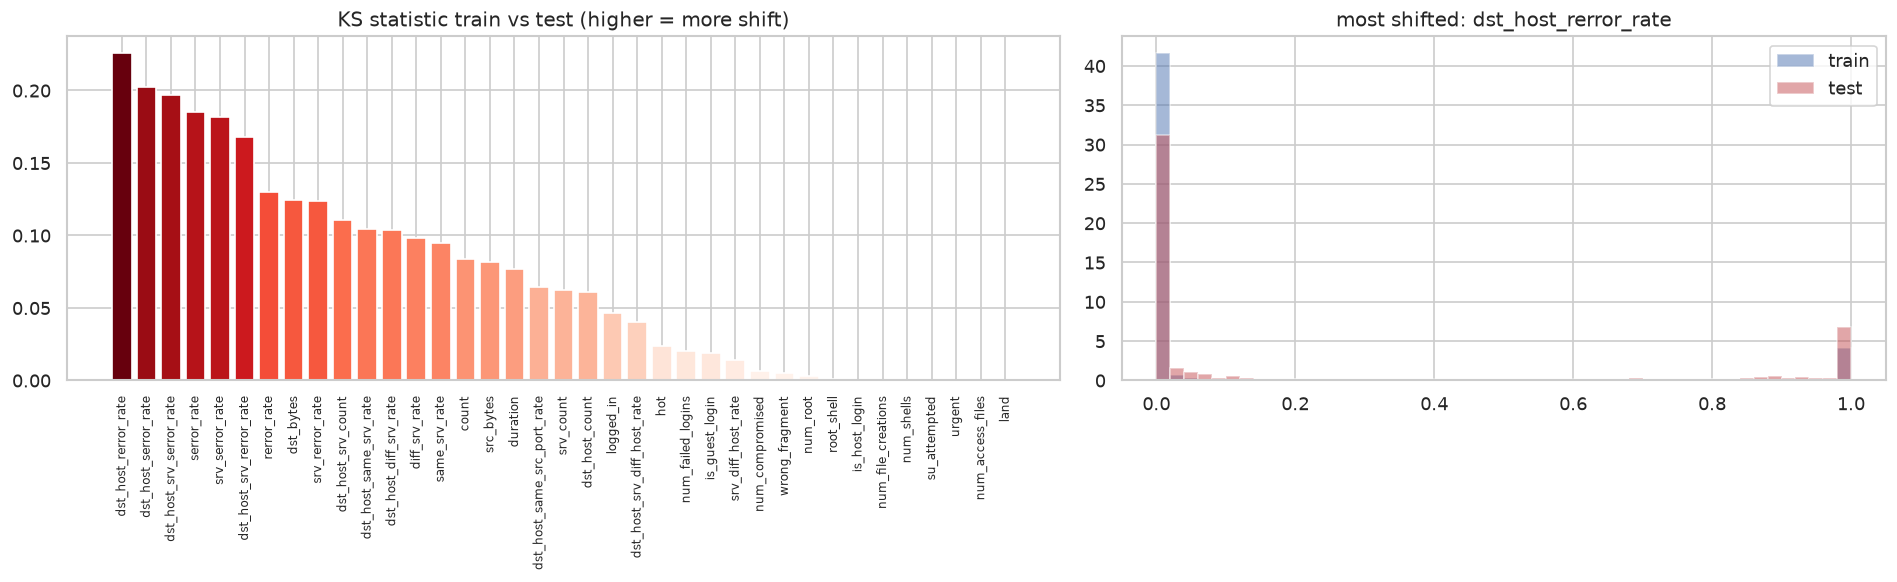 KS statistic train vs test (higher = more shift)
0.20
0.15
0.10
0.05
0.00
dst_host_rerror_rate
dst_host_serror_rate
dst_host_srv_serror_rate
serror_rate
srv_serror_rate
dst_host_srv_rerror_rate
rerror_rate
dst_bytes
srv_rerror_rate
dst_host_srv_count
dst_host_same_srv_rate
dst_host_diff_srv_rate
diff_srv_rate
same_srv_rate
count
src_bytes
duration
dst_host_same_src_port_rate
srv_count
dst_host_count
logged_in
dst_host_srv_diff_host_rate
hot
num_failed_logins
is_guest_login
srv_diff_host_rate
num_compromised
wrong_fragment
num_root
root_shell
is_host_login
num_file_creations
num_shells
su_attempted
urgent
num_access_files
land
most shifted: dst_host_rerror_rate
train
test
40
35
30
25
20
15
10
5
0
0.0 0.2 0.4 0.6 0.8 1.0